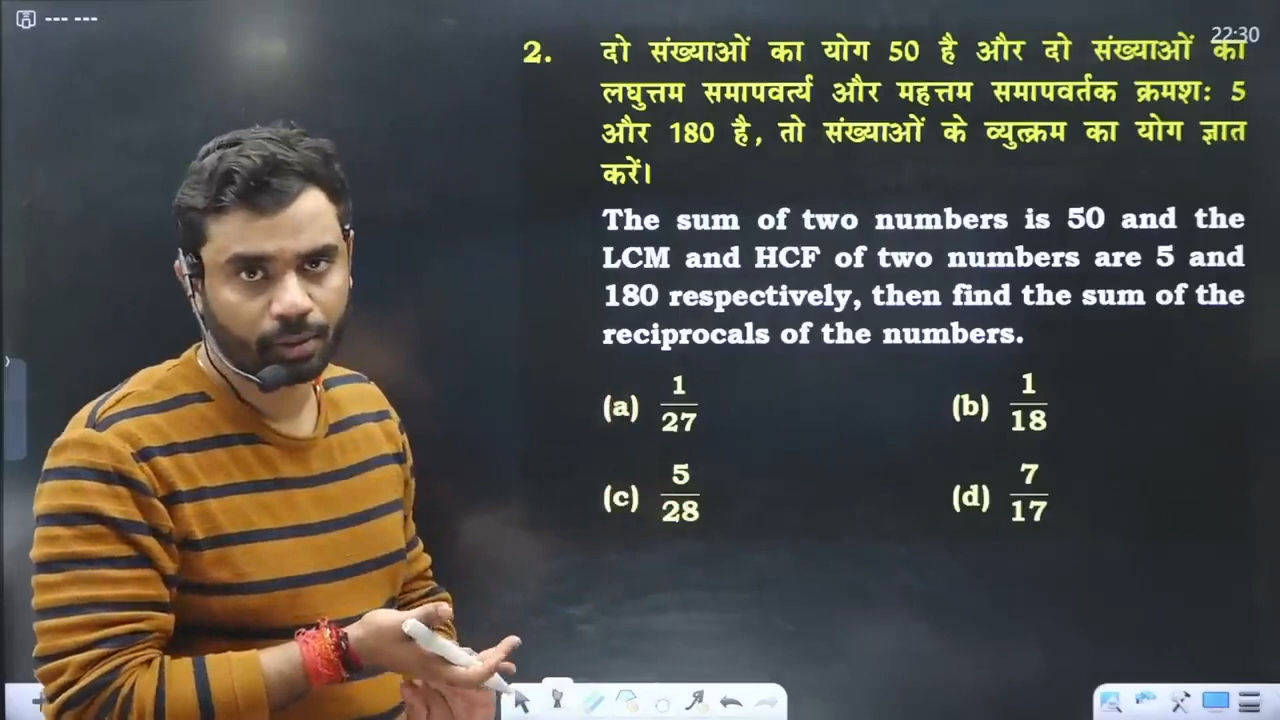 22:30
2. दो संख्याओं का योग 50 है और दो संख्याओं का
लघुत्तम समापवर्त्य और महत्तम समापवर्तक क्रमशः 5
और 180 है, तो संख्याओं के व्युत्क्रम का योग ज्ञात
करें।
The sum of two numbers is 50 and the
LCM and HCF of two numbers are 5 and
180 respectively, then find the sum of the
reciprocals of the numbers.
(a) 1/27 (b) 1/18
(c) 5/28 (d) 7/17